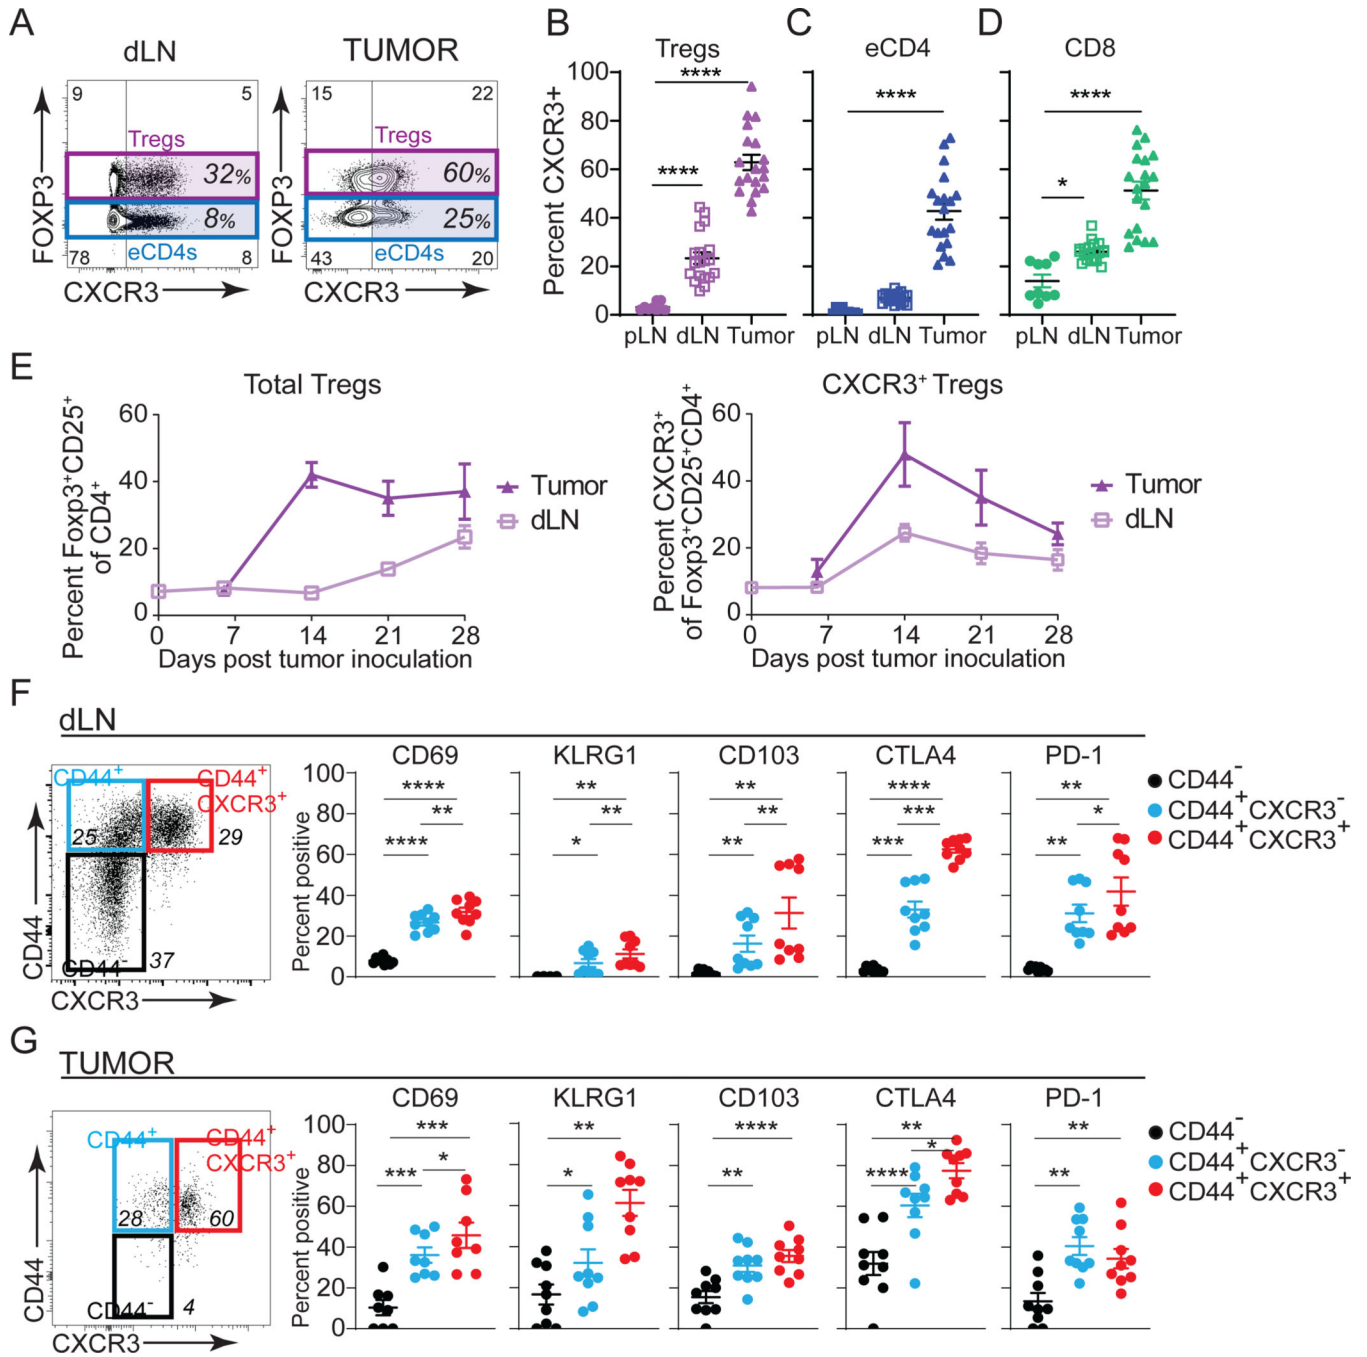 A
dLN
TUMOR
FOXP3
9
5
Tregs
32%
8%
eCD4s
78
8
CXCR3
FOXP3
15
22
Tregs
60%
25%
eCD4s
43
20
CXCR3
B
Tregs
Percent CXCR3+
100
80
60
40
20
0
****
****
pLN dLN Tumor
C
eCD4
****
pLN dLN Tumor
D
CD8
****
*
pLN dLN Tumor
E
Total Tregs
Percent Foxp3⁺CD25⁺
of CD4⁺
60
40
20
0
0 7 14 21 28
Days post tumor inoculation
Tumor
dLN
CXCR3⁺ Tregs
Percent CXCR3⁺
of Foxp3⁺CD25⁺CD4⁺
60
40
20
0
0 7 14 21 28
Days post tumor inoculation
Tumor
dLN
F
dLN
CD44⁺
CD44⁺
CXCR3⁺
25
29
CD44⁻
37
CD44
CXCR3
Percent positive
100
80
60
40
20
0
CD69
****
**
****
KLRG1
**
**
*
CD103
**
**
**
CTLA4
****
***
***
PD-1
**
*
**
CD44⁻
CD44⁺CXCR3⁻
CD44⁺CXCR3⁺
G
TUMOR
CD44⁺
CD44⁺
CXCR3⁺
28
60
CD44⁻
4
CD44
CXCR3
Percent positive
100
80
60
40
20
0
CD69
***
*
***
KLRG1
**
*
CD103
****
**
CTLA4
**
*
****
PD-1
**
**
CD44⁻
CD44⁺CXCR3⁻
CD44⁺CXCR3⁺